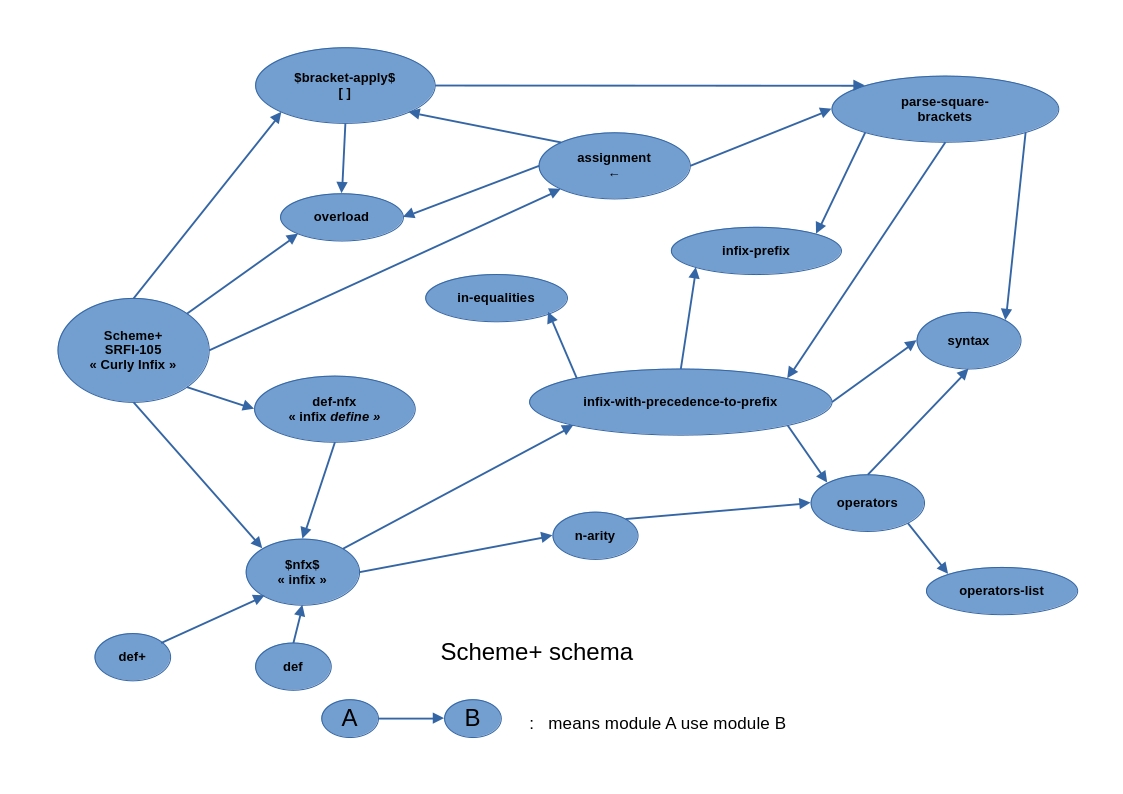 $bracket-apply$
[ ]
parse-square-
brackets
assignment
←
overload
infix-prefix
in-equalities
Scheme+
SRFI-105
« Curly Infix »
syntax
def-nfx
« infix define »
infix-with-precedence-to-prefix
operators
n-arity
$nfx$
« infix »
operators-list
def+
def
Scheme+ schema
A
B
: means module A use module B